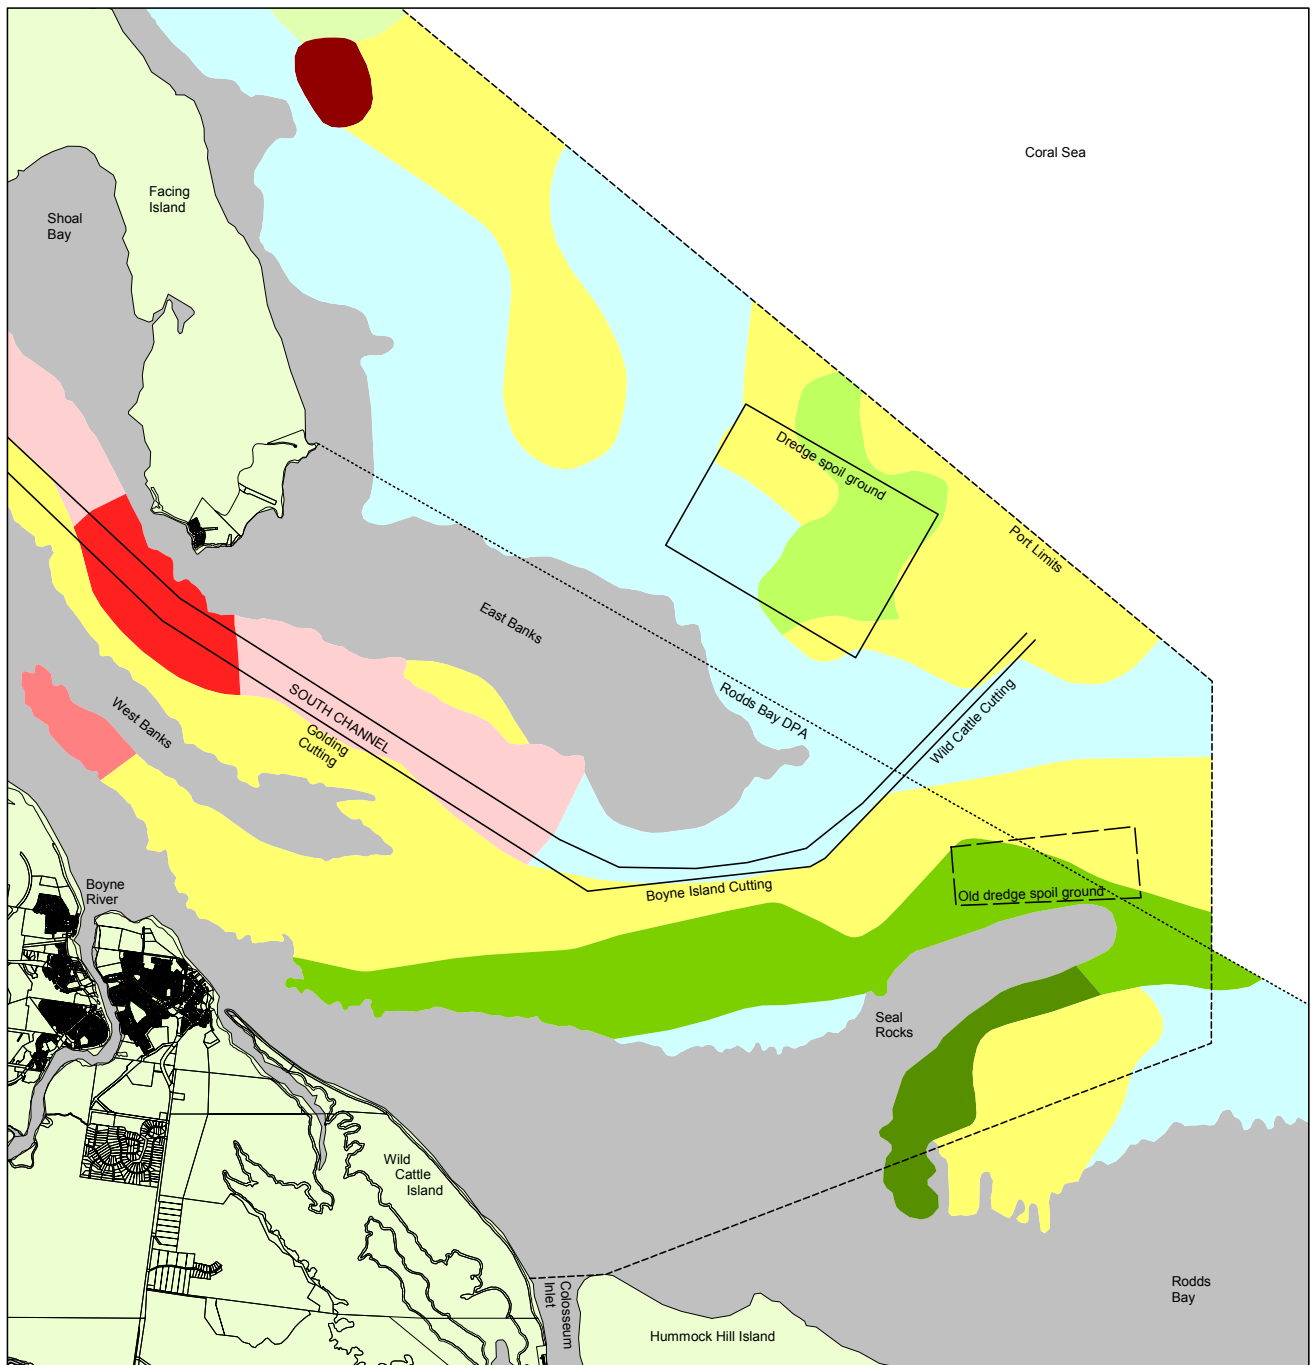 Coral Sea
Facing
Island
Shoal
Bay
Dredge spoil ground
Port Limits
East Banks
Rodds Bay DPA
Wild Cattle Cutting
SOUTH CHANNEL
West Banks
Golding
Cutting
Boyne
River
Boyne Island Cutting
Old dredge spoil ground
Seal
Rocks
Wild
Cattle
Island
Colosseum
Inlet
Rodds
Bay
Hummock Hill Island